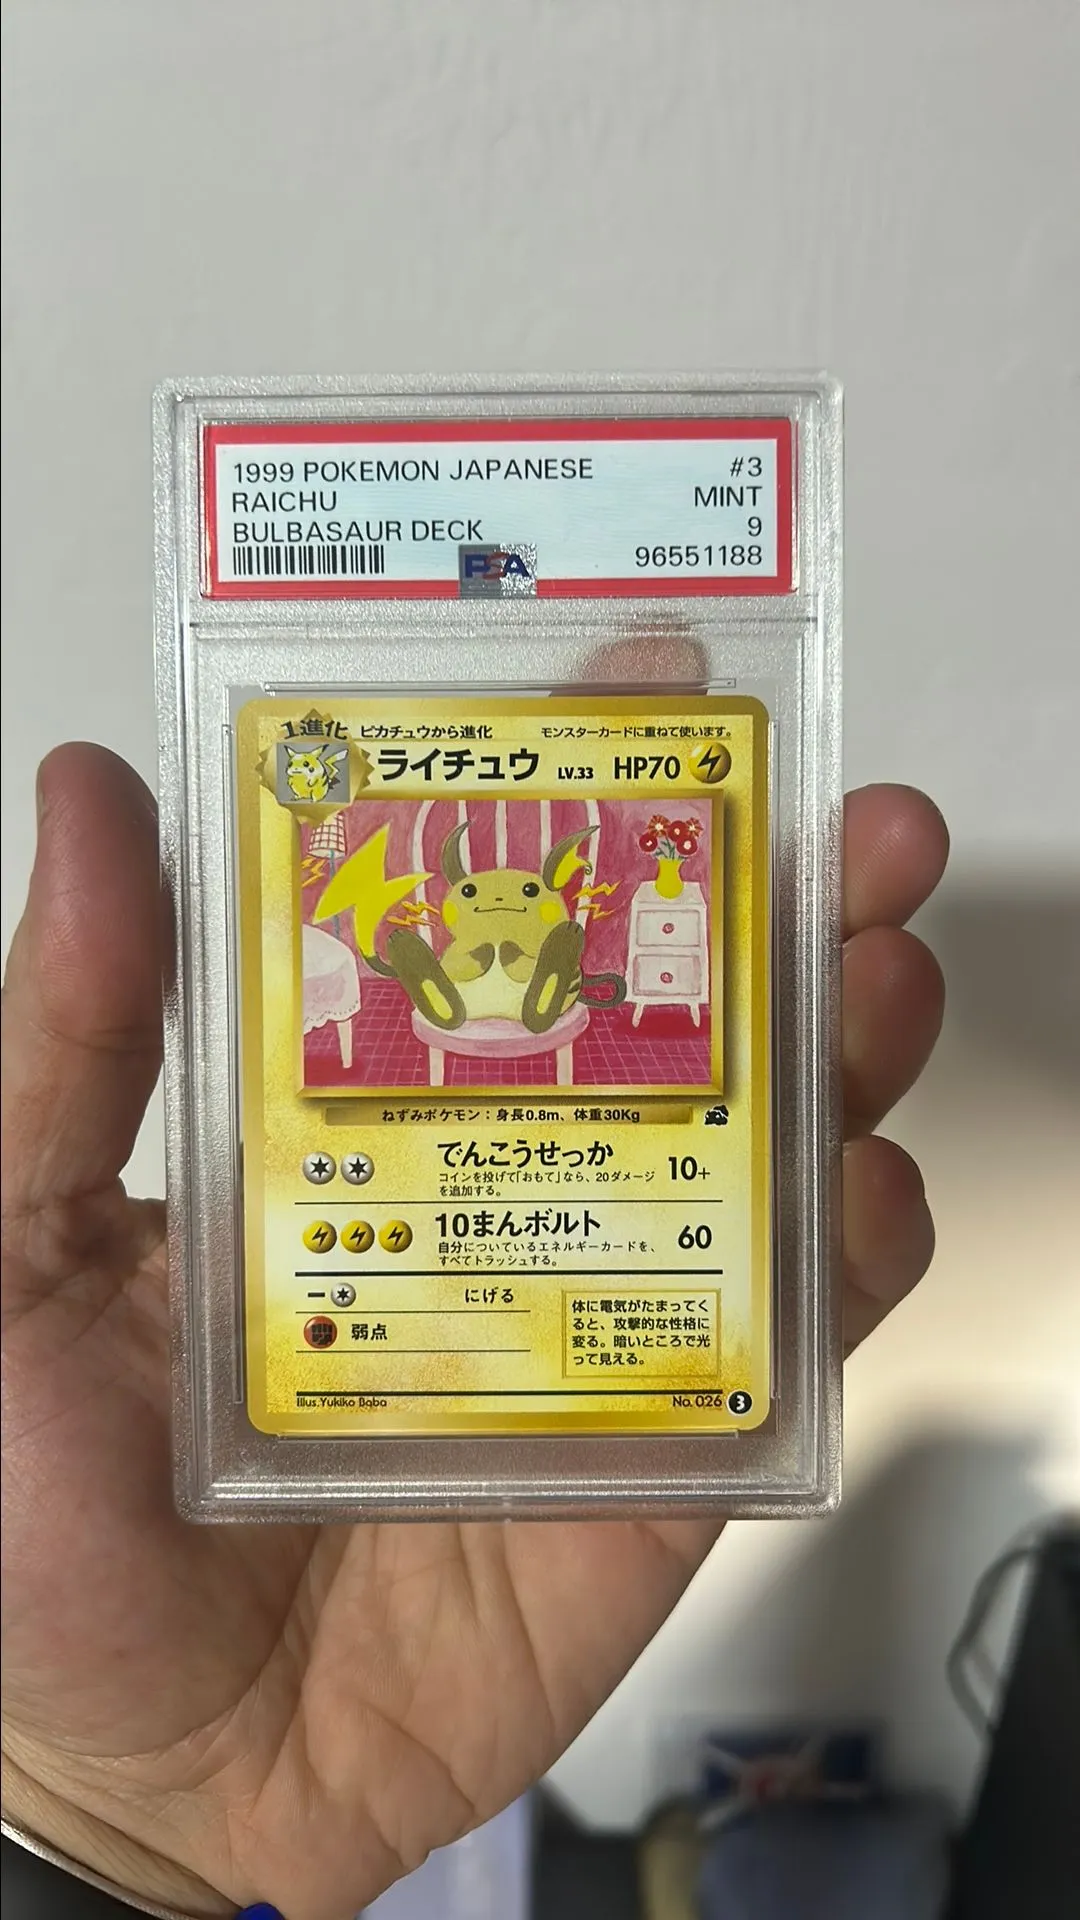 1999 POKEMON JAPANESE #3
RAICHU MINT
BULBASAUR DECK 9
96551188
PSA
1進化 ピカチュウから進化 モンスターカードに重ねて使います。
ライチュウ LV.33 HP70
ねずみポケモン：身長0.8m、体重30Kg
でんこうせっか 10+
コインを投げて「おもて」なら、20ダメージ
を追加する。
10まんボルト 60
自分についているエネルギーカードを、
すべてトラッシュする。
にげる
弱点
体に電気がたまってく
ると、攻撃的な性格に
変る。暗いところで光
って見える。
Illus.Yukiko Baba No.026 3